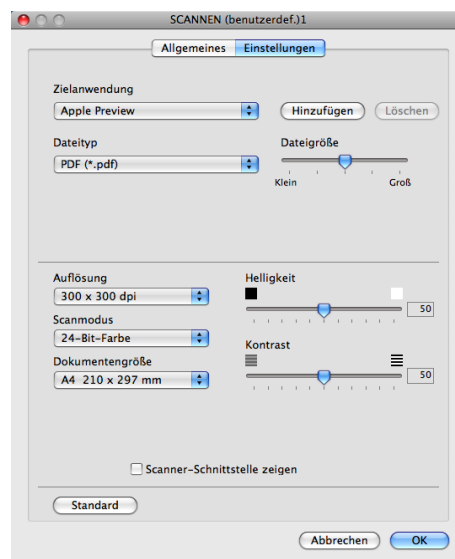 SCANNEN (benutzerdef.)1
Allgemeines Einstellungen
Zielanwendung
Apple Preview Hinzufügen Löschen
Dateityp Dateigröße
PDF (*.pdf)
Klein Groß
Auflösung Helligkeit
300 x 300 dpi
50
Scanmodus
24-Bit-Farbe
Kontrast
Dokumentengröße
A4 210 x 297 mm 50
Scanner-Schnittstelle zeigen
Standard
Abbrechen OK